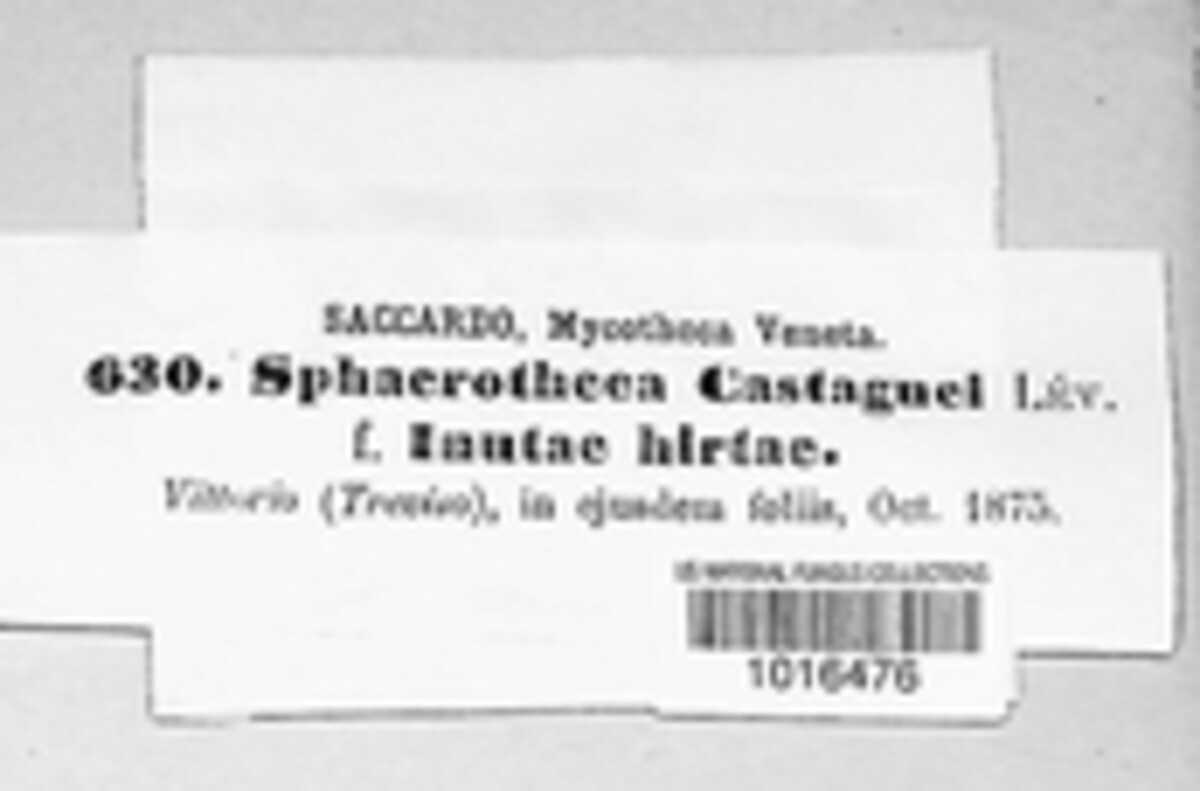 SACCARDO, Mycotheca Veneta.
630. Sphaerotheca Castagnei Lév.
f. Inulae hirtae.
Vittorio (Treviso), in ejusdem foliis, Oct. 1875.
US NATIONAL FUNGUS COLLECTIONS
1016476